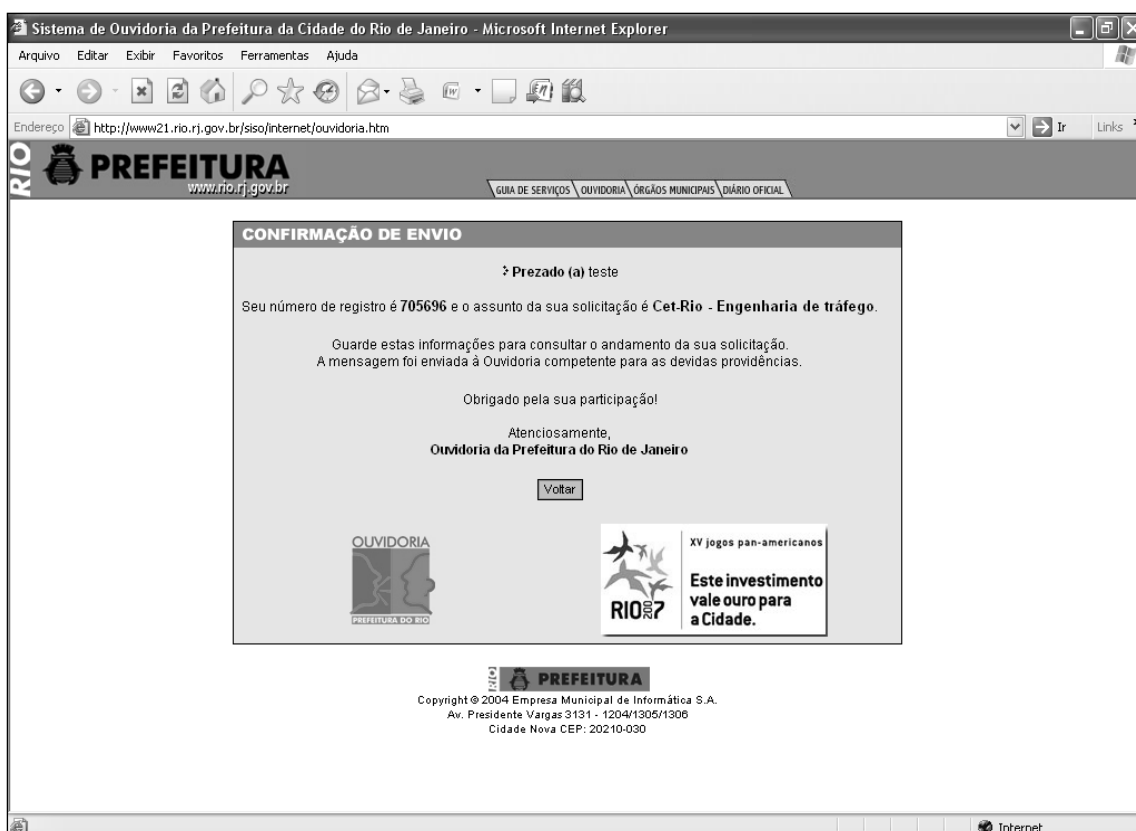 Sistema de Ouvidoria da Prefeitura da Cidade do Rio de Janeiro - Microsoft Internet Explorer
Arquivo Editar Exibir Favoritos Ferramentas Ajuda
Endereço http://www21.rio.rj.gov.br/siso/internet/ouvidoria.htm Ir Links
RIO PREFEITURA
www.rio.rj.gov.br
GUIA DE SERVIÇOS OUVIDORIA ÓRGÃOS MUNICIPAIS DIÁRIO OFICIAL
CONFIRMAÇÃO DE ENVIO
Prezado (a) teste
Seu número de registro é 705696 e o assunto da sua solicitação é Cet-Rio - Engenharia de tráfego.
Guarde estas informações para consultar o andamento da sua solicitação.
A mensagem foi enviada à Ouvidoria competente para as devidas providências.
Obrigado pela sua participação!
Atenciosamente,
Ouvidoria da Prefeitura do Rio de Janeiro
Voltar
OUVIDORIA
PREFEITURA DO RIO
XV jogos pan-americanos
Este investimento
vale ouro para
a Cidade.
RIO2007
RIO PREFEITURA
Copyright © 2004 Empresa Municipal de Informática S.A.
Av. Presidente Vargas 3131 - 1204/1305/1306
Cidade Nova CEP: 20210-030
Internet